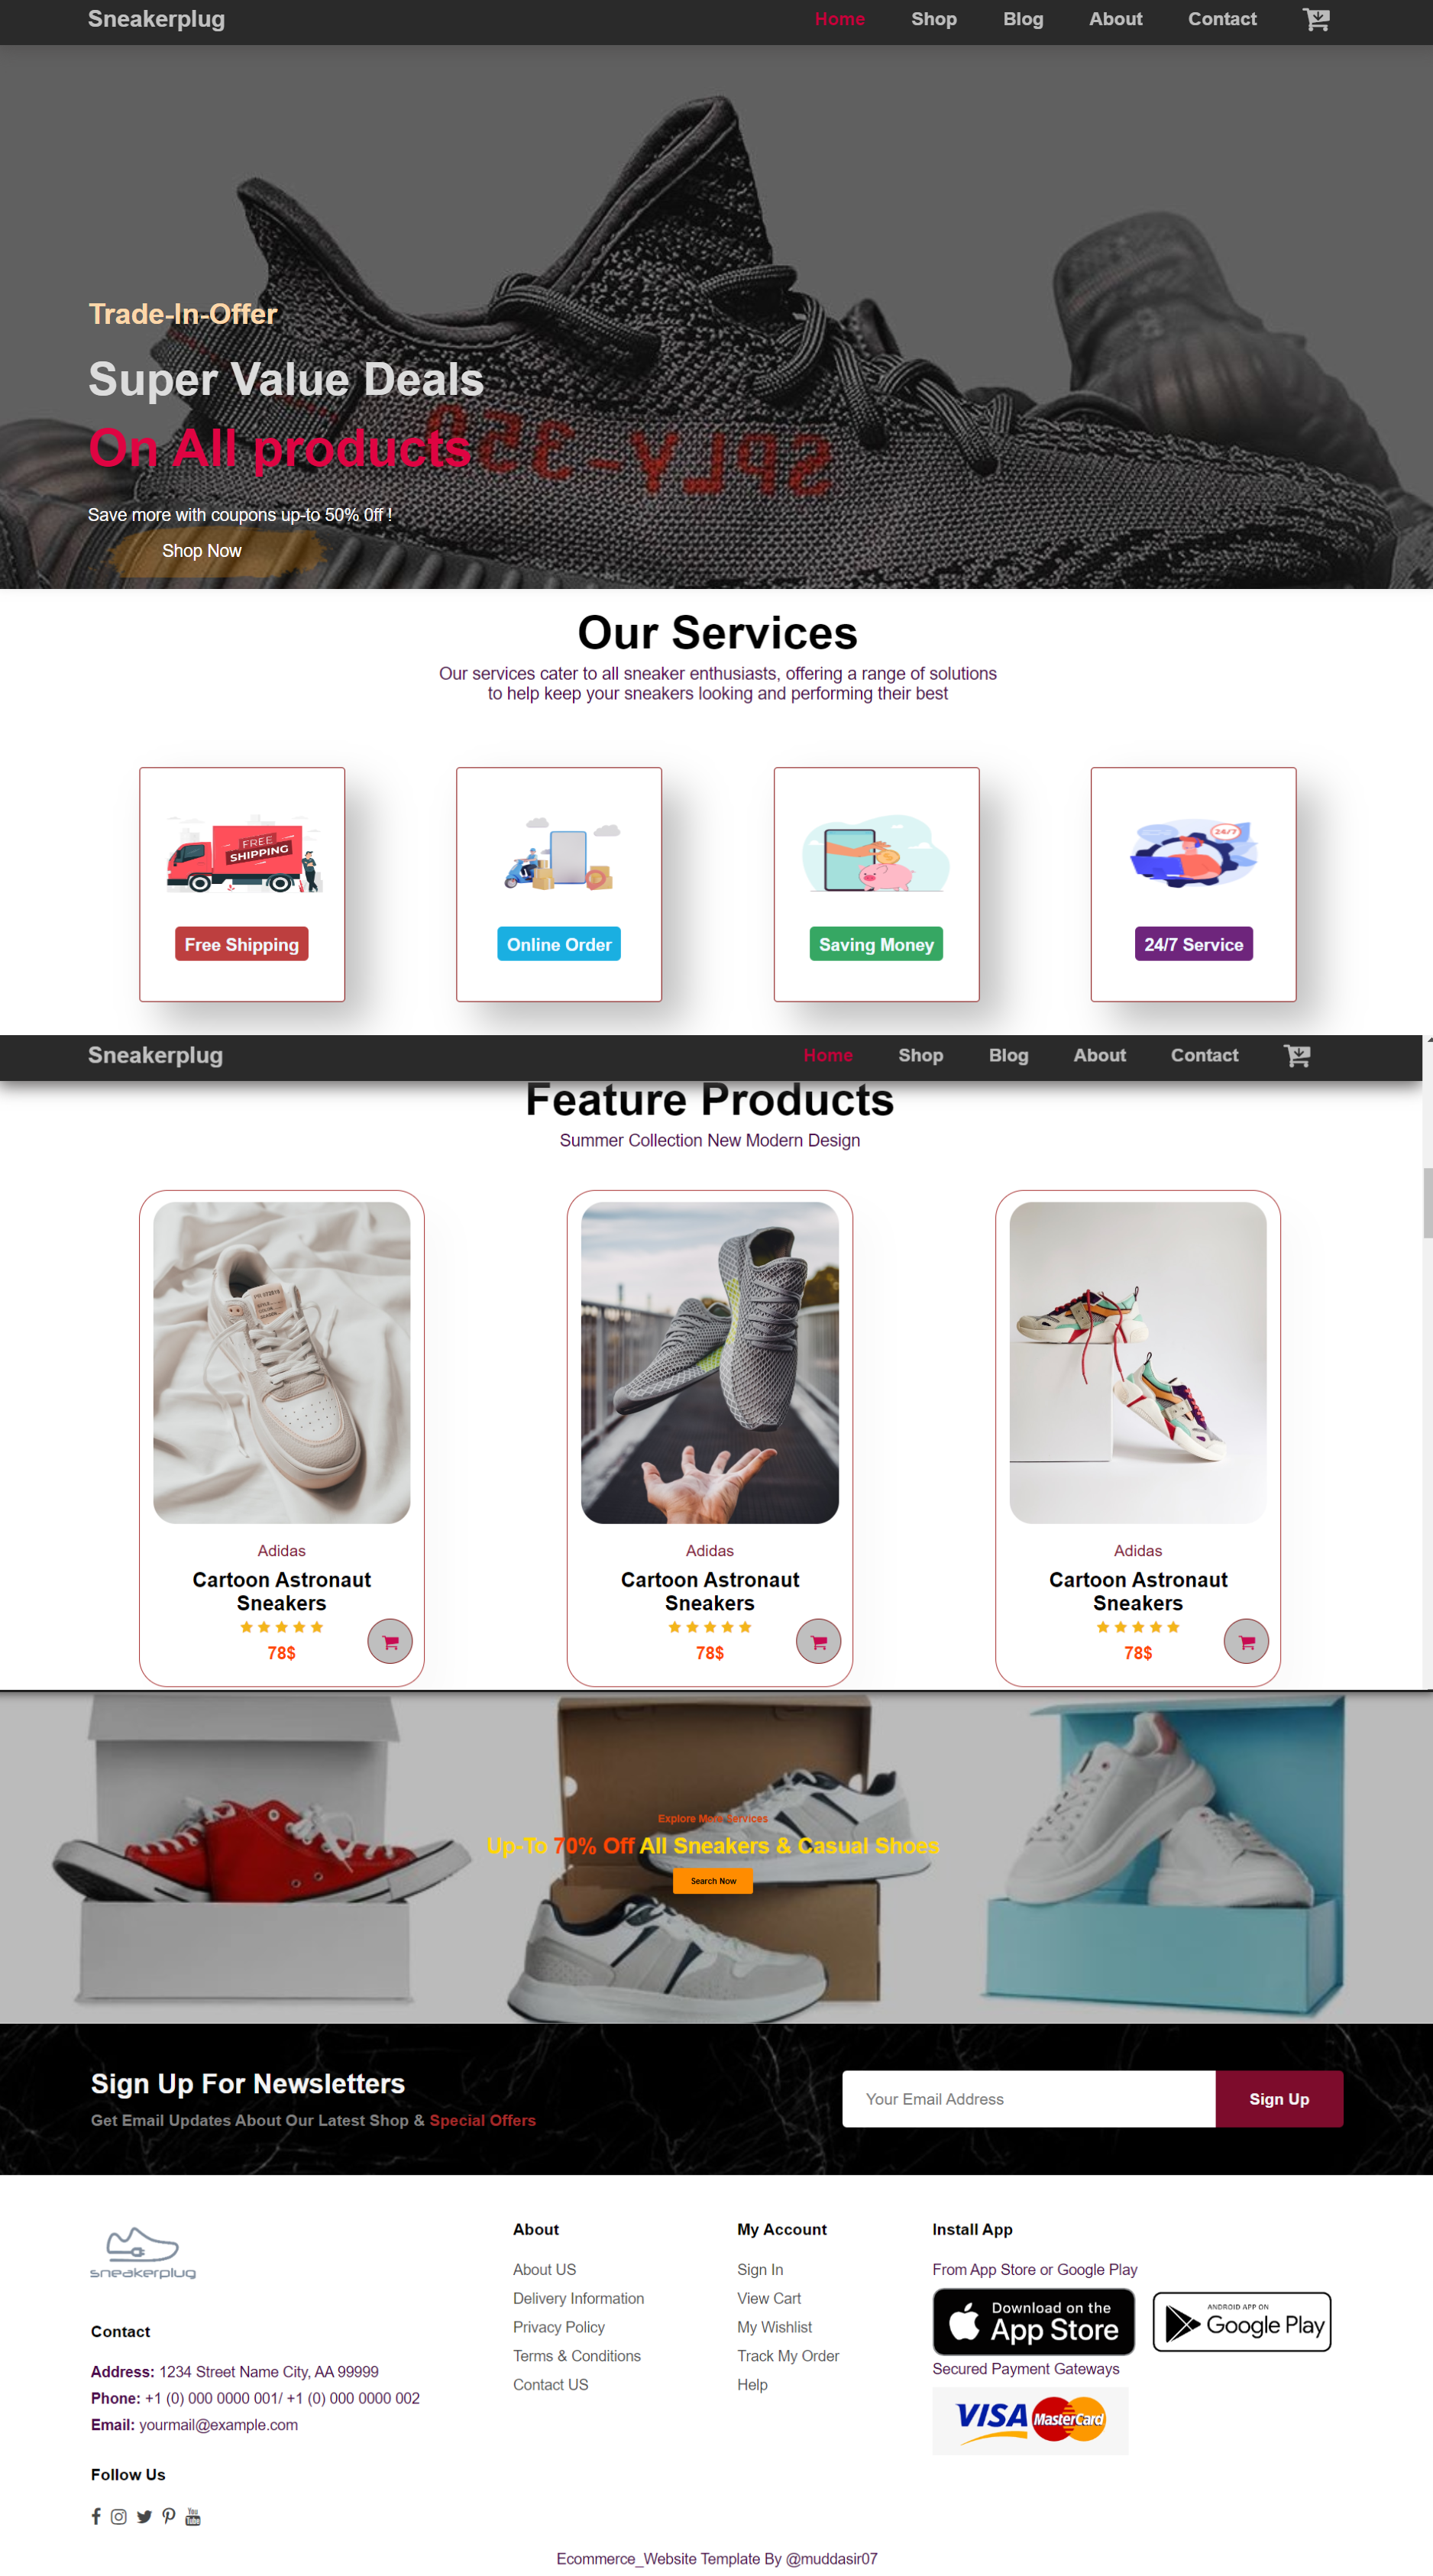 Sneakerplug
Home Shop Blog About Contact
Trade-In-Offer
Super Value Deals
On All products
SPLY-350
Save more with coupons up-to 50% Off !
Shop Now
Our Services
Our services cater to all sneaker enthusiasts, offering a range of solutions
to help keep your sneakers looking and performing their best
FREE
SHIPPING
24/7
Free Shipping
Online Order
Saving Money
24/7 Service
Sneakerplug
Home Shop Blog About Contact
Feature Products
Summer Collection New Modern Design
Adidas
Cartoon Astronaut
Sneakers
78$
Adidas
Cartoon Astronaut
Sneakers
78$
Adidas
Cartoon Astronaut
Sneakers
78$
Explore More Services
Up-To 70% Off All Sneakers & Casual Shoes
Search Now
Sign Up For Newsletters
Get Email Updates About Our Latest Shop & Special Offers
Your Email Address
Sign Up
sneakerplug
Contact
Address: 1234 Street Name City, AA 99999
Phone: +1 (0) 000 0000 001/ +1 (0) 000 0000 002
Email: yourmail@example.com
Follow Us
You
Tube
About
About US
Delivery Information
Privacy Policy
Terms & Conditions
Contact US
My Account
Sign In
View Cart
My Wishlist
Track My Order
Help
Install App
From App Store or Google Play
Download on the
App Store
ANDROID APP ON
Google Play
Secured Payment Gateways
VISA
MasterCard
Ecommerce_Website Template By @muddasir07